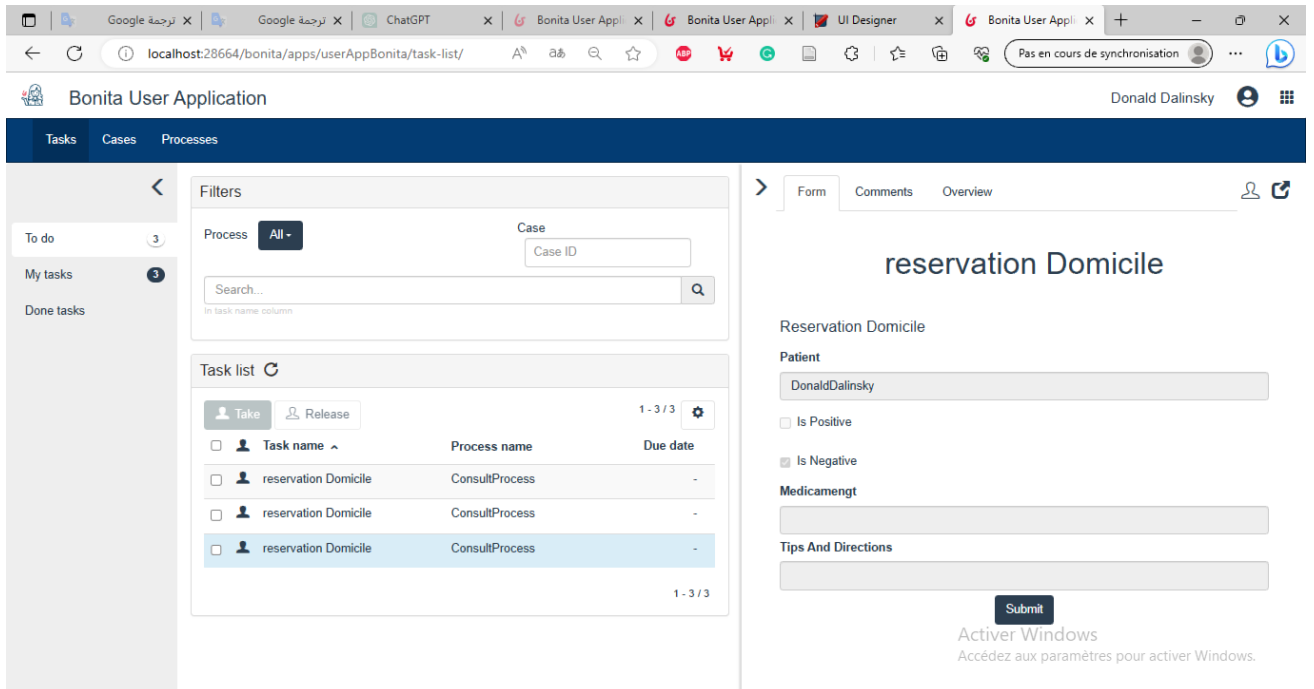 ترجمة Google
ترجمة Google
ChatGPT
Bonita User Appli
Bonita User Appli
UI Designer
Bonita User Appli
localhost:28664/bonita/apps/userAppBonita/task-list/
ABP
Pas en cours de synchronisation
Bonita User Application
Donald Dalinsky
Tasks Cases Processes
To do 3
My tasks 3
Done tasks
Filters
Process All
Case
Case ID
Search...
In task name column
Task list
Take Release 1 - 3 / 3
Task name Process name Due date
reservation Domicile ConsultProcess -
reservation Domicile ConsultProcess -
reservation Domicile ConsultProcess -
1 - 3 / 3
Form Comments Overview
reservation Domicile
Reservation Domicile
Patient
DonaldDalinsky
Is Positive
Is Negative
Medicamengt
Tips And Directions
Submit
Activer Windows
Accédez aux paramètres pour activer Windows.